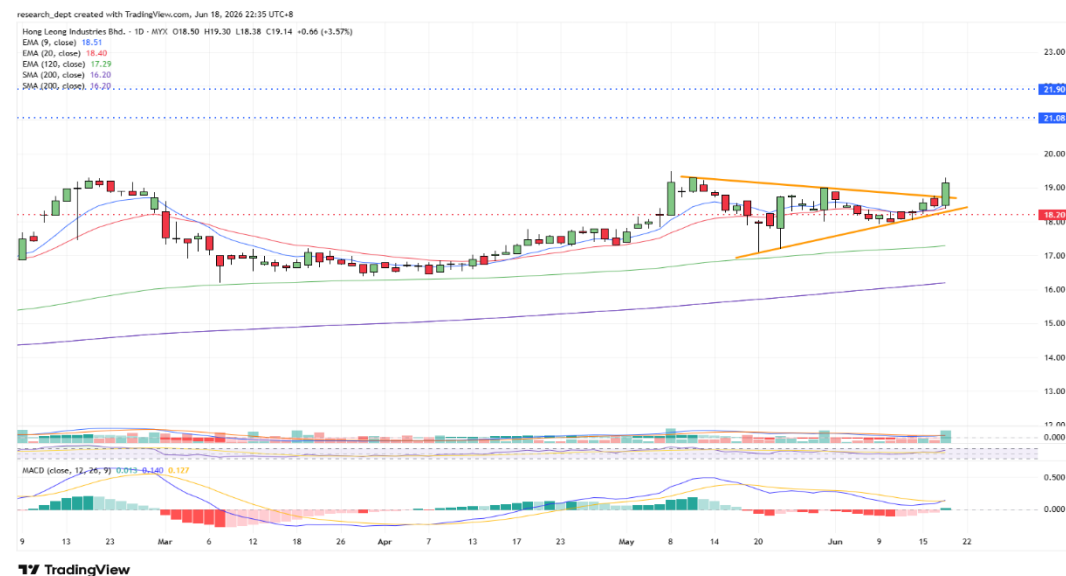 research_dept created with TradingView.com, Jun 18, 2026 22:35 UTC+8
Hong Leong Industries Bhd. · 1D · MYX O18.50 H19.30 L18.38 C19.14 +0.66 (+3.57%)
EMA (9, close) 18.51
EMA (20, close) 18.40
EMA (120, close) 17.29
SMA (200, close) 16.20
SMA (200, close) 16.20
23.00
21.90
21.08
20.00
19.00
18.20
18.00
17.00
16.00
15.00
14.00
13.00
12.00
0.000
MACD (close, 12, 26, 9) 0.013 0.140 0.127
0.500
0.000
9 13 23 Mar 6 12 18 26 Apr 7 13 17 23 May 8 14 20 Jun 9 15 22
TradingView